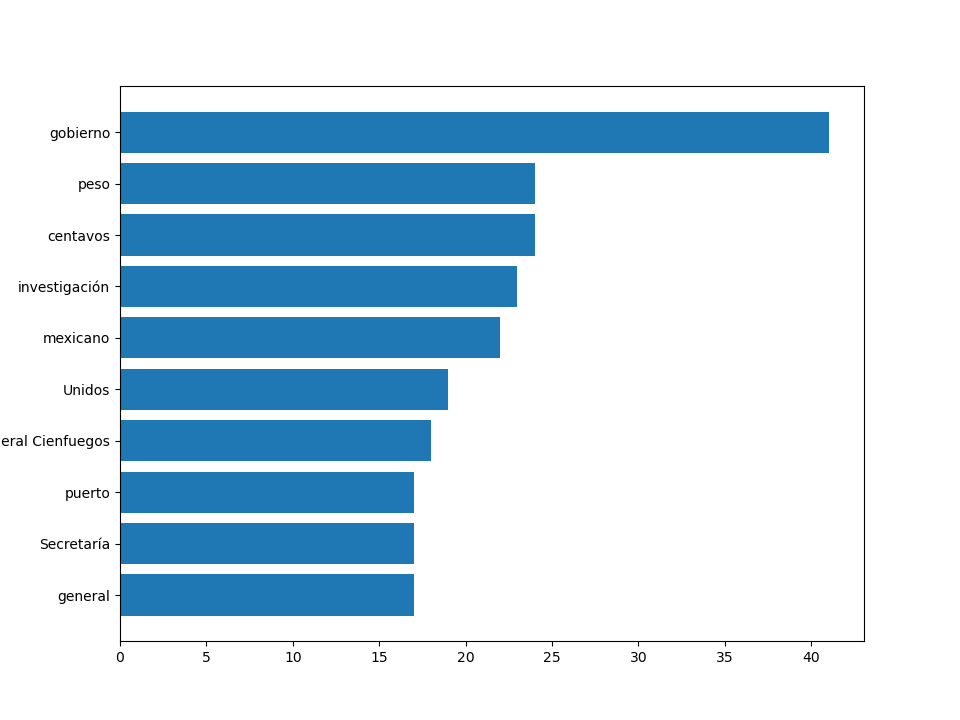 gobierno
peso
centavos
investigación
mexicano
Unidos
eral Cienfuegos
puerto
Secretaría
general
0 5 10 15 20 25 30 35 40